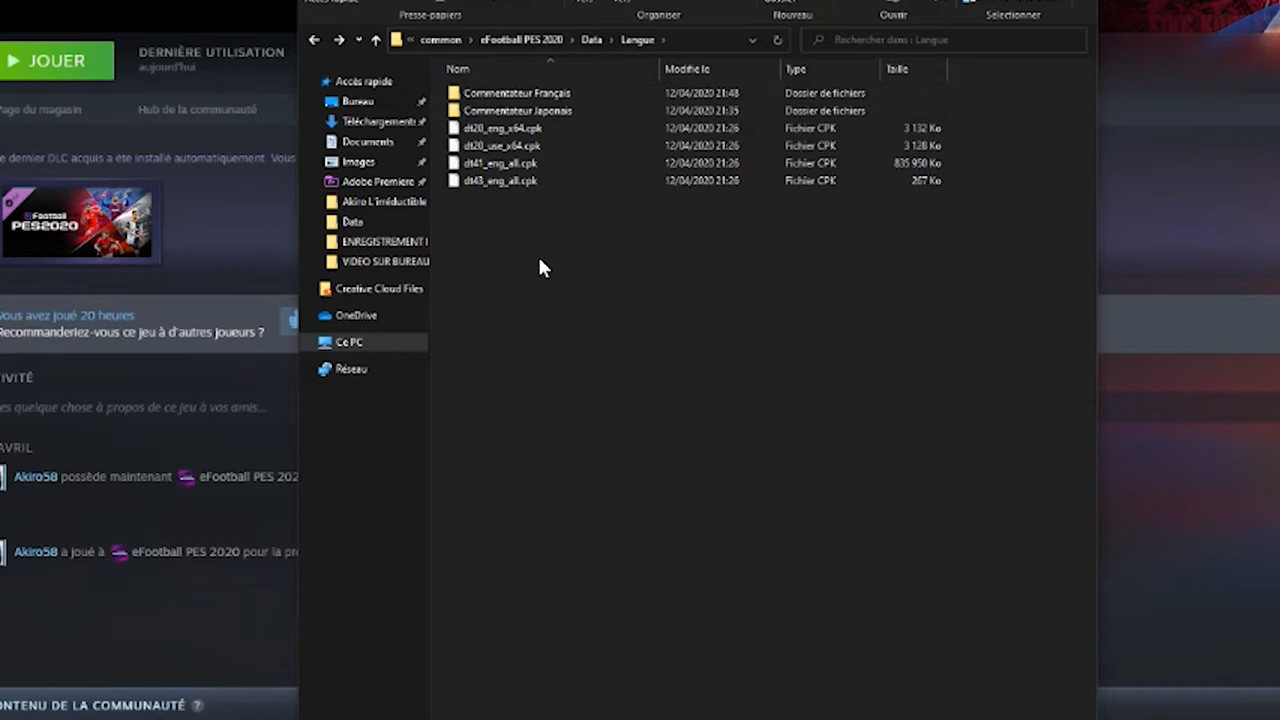 Presse-papiers Organiser Nouveau Ouvrir Sélectionner
« common > eFootball PES 2020 > Data > Langue > Rechercher dans : Langue
Nom Modifié le Type Taille
Commentateur Français 12/04/2020 21:48 Dossier de fichiers
Commentateur Japonais 12/04/2020 21:35 Dossier de fichiers
dt20_eng_x64.cpk 12/04/2020 21:26 Fichier CPK 3 132 Ko
dt20_use_x64.cpk 12/04/2020 21:26 Fichier CPK 3 128 Ko
dt41_eng_all.cpk 12/04/2020 21:26 Fichier CPK 835 950 Ko
dt43_eng_all.cpk 12/04/2020 21:26 Fichier CPK 267 Ko
Accès rapide
Bureau
Téléchargements
Documents
Images
Adobe Premiere
Akiro L'irréductible
Data
ENREGISTREMENT
VIDEO SUR BUREAU
Creative Cloud Files
OneDrive
Ce PC
Réseau
JOUER
DERNIÈRE UTILISATION
aujourd'hui
Page du magasin Hub de la communauté
e dernier DLC acquis a été installé automatiquement. Vous
eFootball
PES2020
Vous avez joué 20 heures
Recommanderiez-vous ce jeu à d'autres joueurs ?
IVITÉ
es quelque chose à propos de ce jeu à vos amis...
AVRIL
Akiro58 possède maintenant eFootball PES 202
Akiro58 a joué à eFootball PES 2020 pour la pre
ONTENU DE LA COMMUNAUTÉ ?